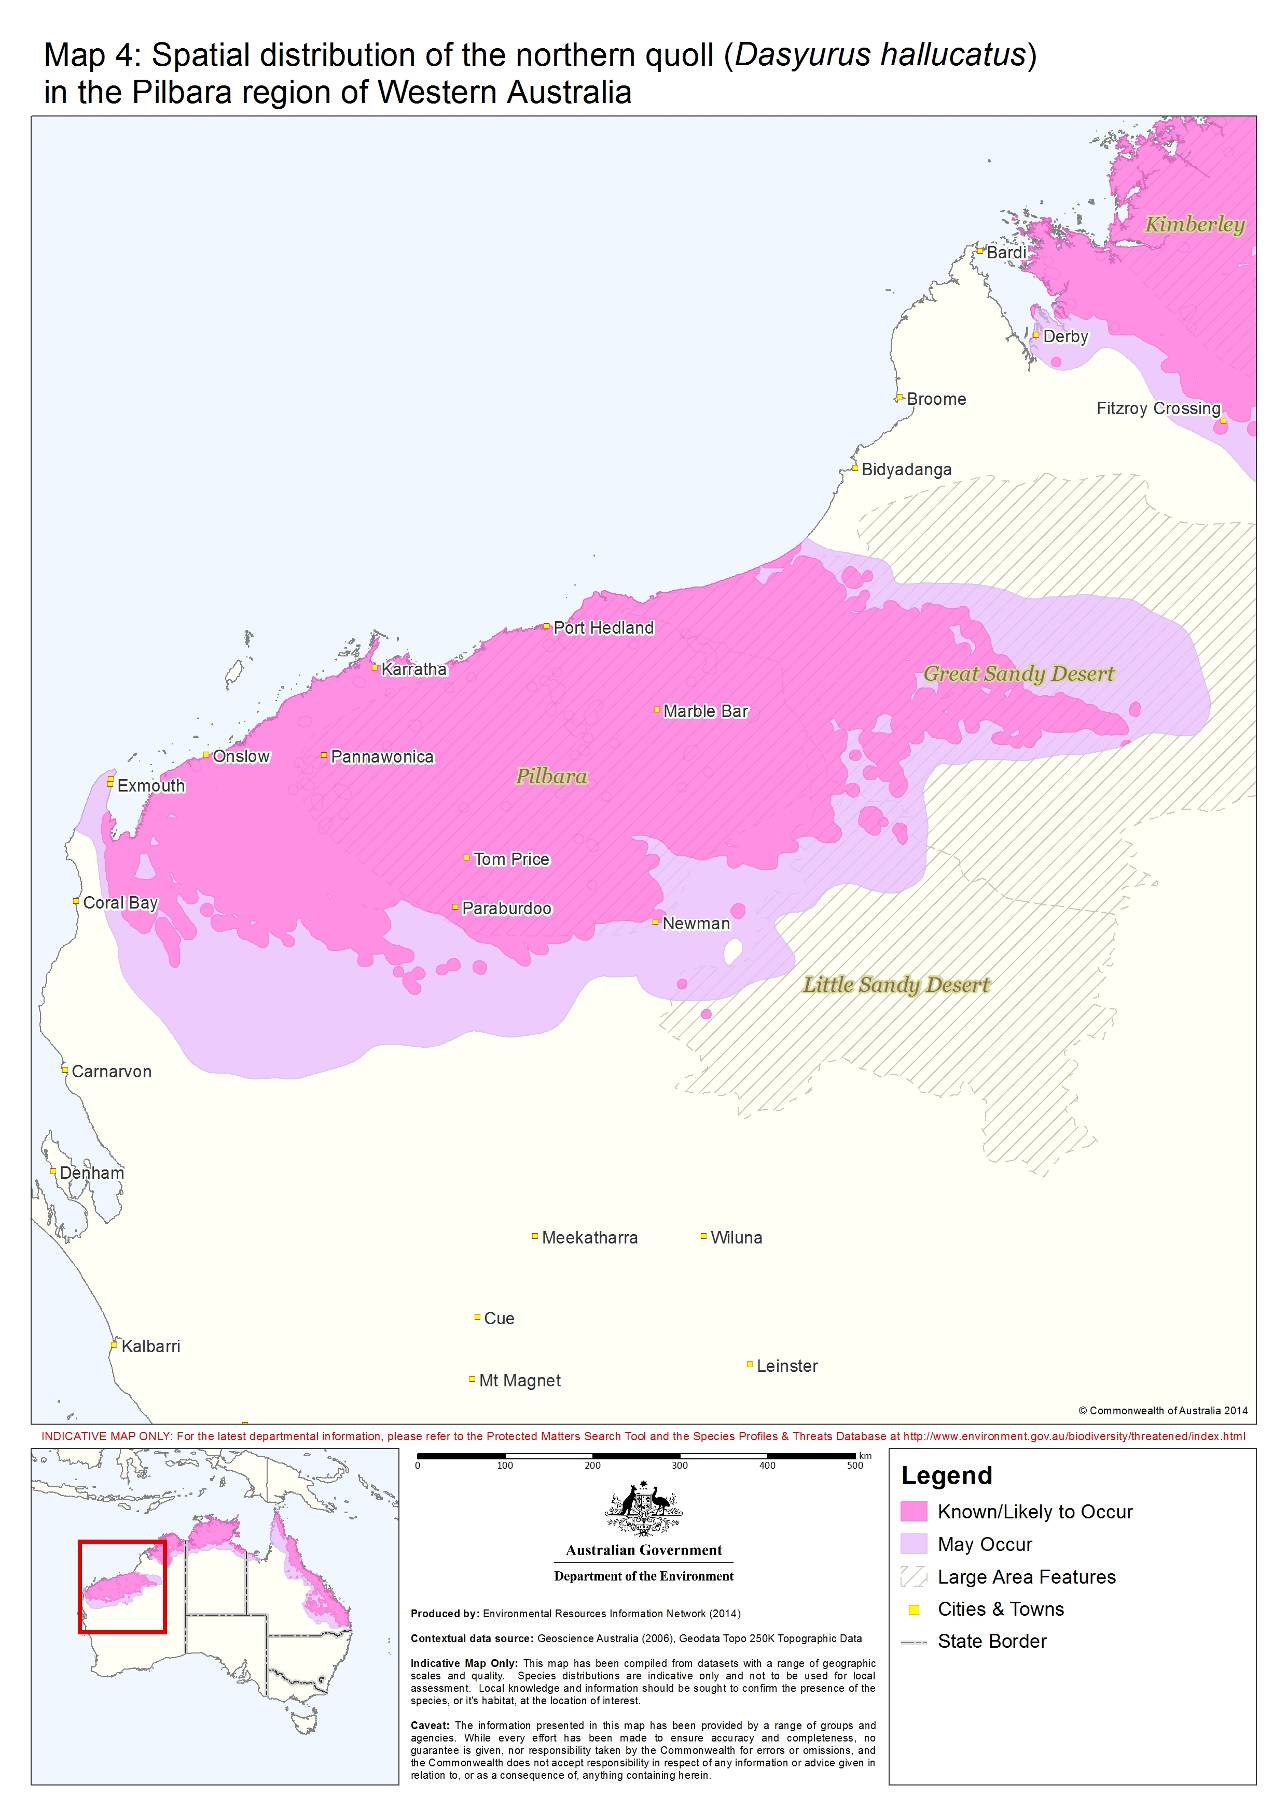 Map 4: Spatial distribution of the northern quoll (Dasyurus hallucatus)
in the Pilbara region of Western Australia
Kimberley
Bardi
Derby
Broome
Fitzroy Crossing
Bidyadanga
Port Hedland
Karratha
Great Sandy Desert
Marble Bar
Onslow
Pannawonica
Pilbara
Exmouth
Tom Price
Coral Bay
Paraburdoo
Newman
Little Sandy Desert
Carnarvon
Denham
Meekatharra
Wiluna
Cue
Kalbarri
Leinster
Mt Magnet
© Commonwealth of Australia 2014
INDICATIVE MAP ONLY: For the latest departmental information, please refer to the Protected Matters Search Tool and the Species Profiles & Threats Database at http://www.environment.gov.au/biodiversity/threatened/index.html
km
0 100 200 300 400 500
Australian Government
Department of the Environment
Produced by: Environmental Resources Information Network (2014)
Contextual data source: Geoscience Australia (2006), Geodata Topo 250K Topographic Data
Indicative Map Only: This map has been compiled from datasets with a range of geographic
scales and quality. Species distributions are indicative only and not to be used for local
assessment. Local knowledge and information should be sought to confirm the presence of the
species, or it's habitat, at the location of interest.
Caveat: The information presented in this map has been provided by a range of groups and
agencies. While every effort has been made to ensure accuracy and completeness, no
guarantee is given, nor responsibility taken by the Commonwealth for errors or omissions, and
the Commonwealth does not accept responsibility in respect of any information or advice given in
relation to, or as a consequence of, anything containing herein.
Legend
Known/Likely to Occur
May Occur
Large Area Features
Cities & Towns
State Border